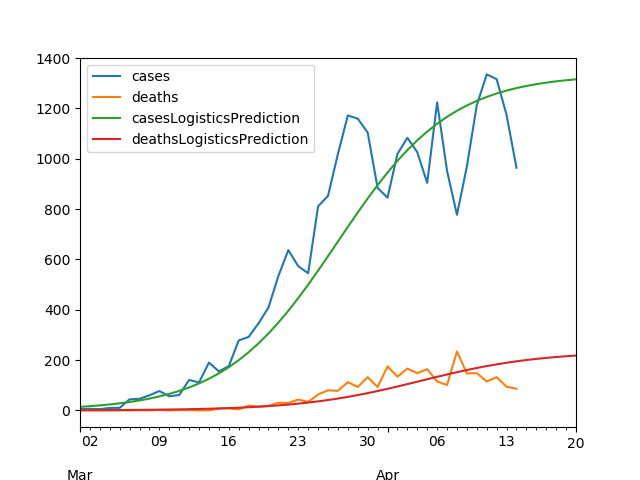 1400
1200
1000
800
600
400
200
0
cases
deaths
casesLogisticsPrediction
deathsLogisticsPrediction
02 09 16 23 30 06 13 20
Mar Apr